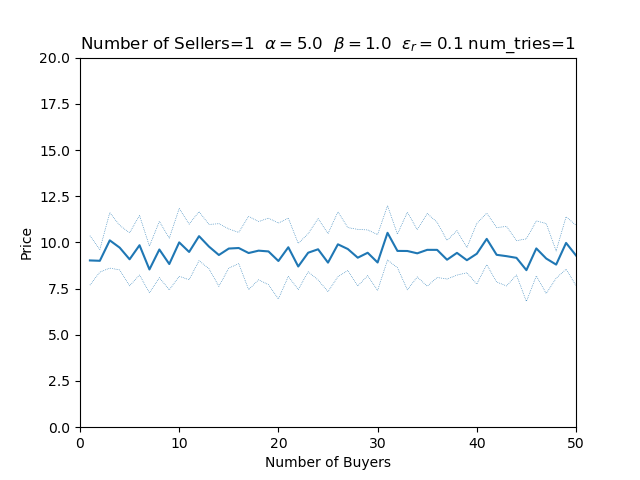 Number of Sellers=1 α = 5.0 β = 1.0 εr = 0.1 num_tries=1
20.0
17.5
15.0
12.5
10.0
7.5
5.0
2.5
0.0
Price
0 10 20 30 40 50
Number of Buyers